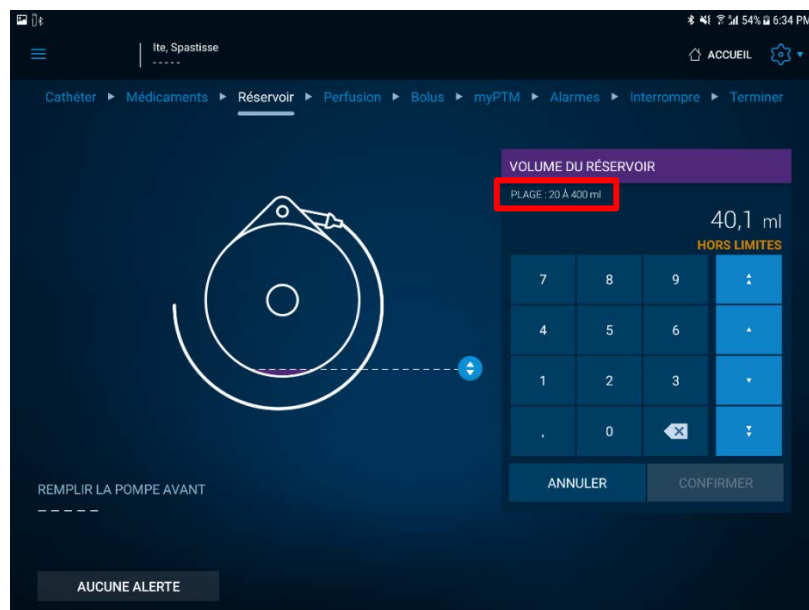 54% 6:34 PM
Ite, Spastisse
-----
ACCUEIL
Cathéter ▶ Médicaments ▶ Réservoir ▶ Perfusion ▶ Bolus ▶ myPTM ▶ Alarmes ▶ Interrompre ▶ Terminer
VOLUME DU RÉSERVOIR
PLAGE : 20 À 400 ml
40,1 ml
HORS LIMITES
7 8 9
4 5 6
1 2 3
, 0
ANNULER CONFIRMER
REMPLIR LA POMPE AVANT
-----
AUCUNE ALERTE